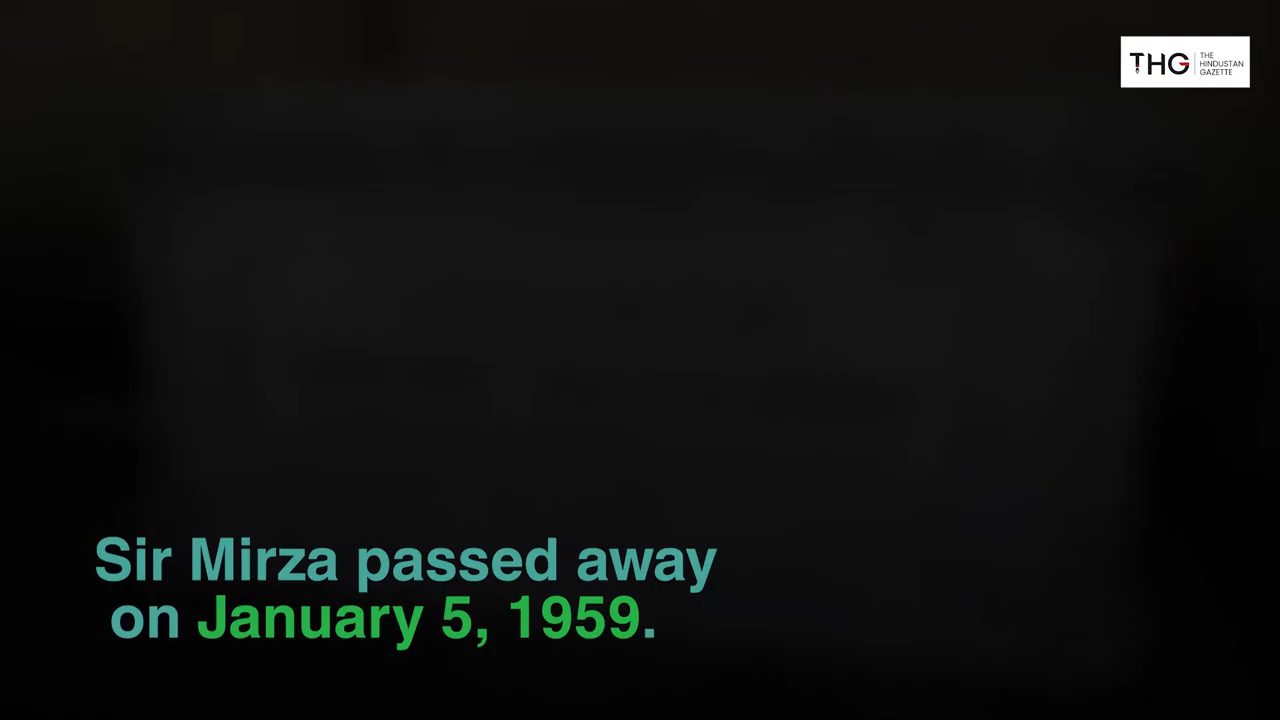 THG THE
HINDUSTAN
GAZETTE
Sir Mirza passed away
on January 5, 1959.